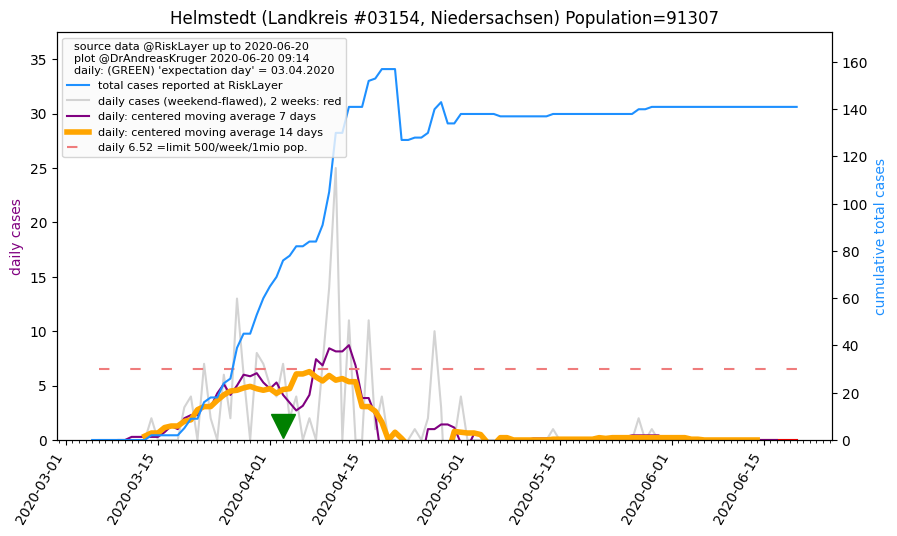 Helmstedt (Landkreis #03154, Niedersachsen) Population=91307
source data @RiskLayer up to 2020-06-20
plot @DrAndreasKruger 2020-06-20 09:14
daily: (GREEN) 'expectation day' = 03.04.2020
total cases reported at RiskLayer
daily cases (weekend-flawed), 2 weeks: red
daily: centered moving average 7 days
daily: centered moving average 14 days
daily 6.52 =limit 500/week/1mio pop.
daily cases
35
30
25
20
15
10
5
0
cumulative total cases
160
140
120
100
80
60
40
20
0
2020-03-01
2020-03-15
2020-04-01
2020-04-15
2020-05-01
2020-05-15
2020-06-01
2020-06-15